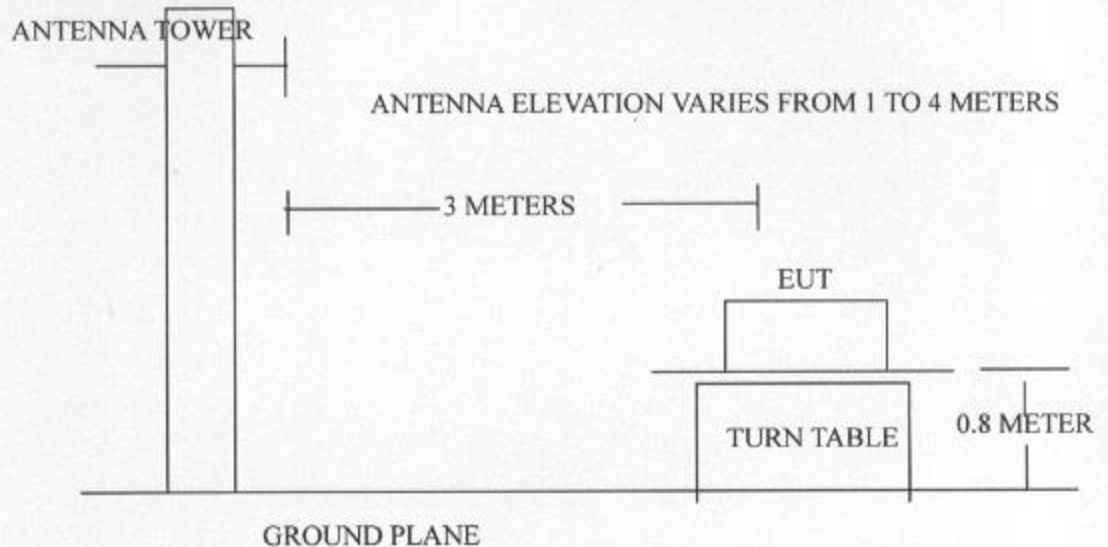 ANTENNA TOWER
ANTENNA ELEVATION VARIES FROM 1 TO 4 METERS
3 METERS
EUT
TURN TABLE
0.8 METER
GROUND PLANE